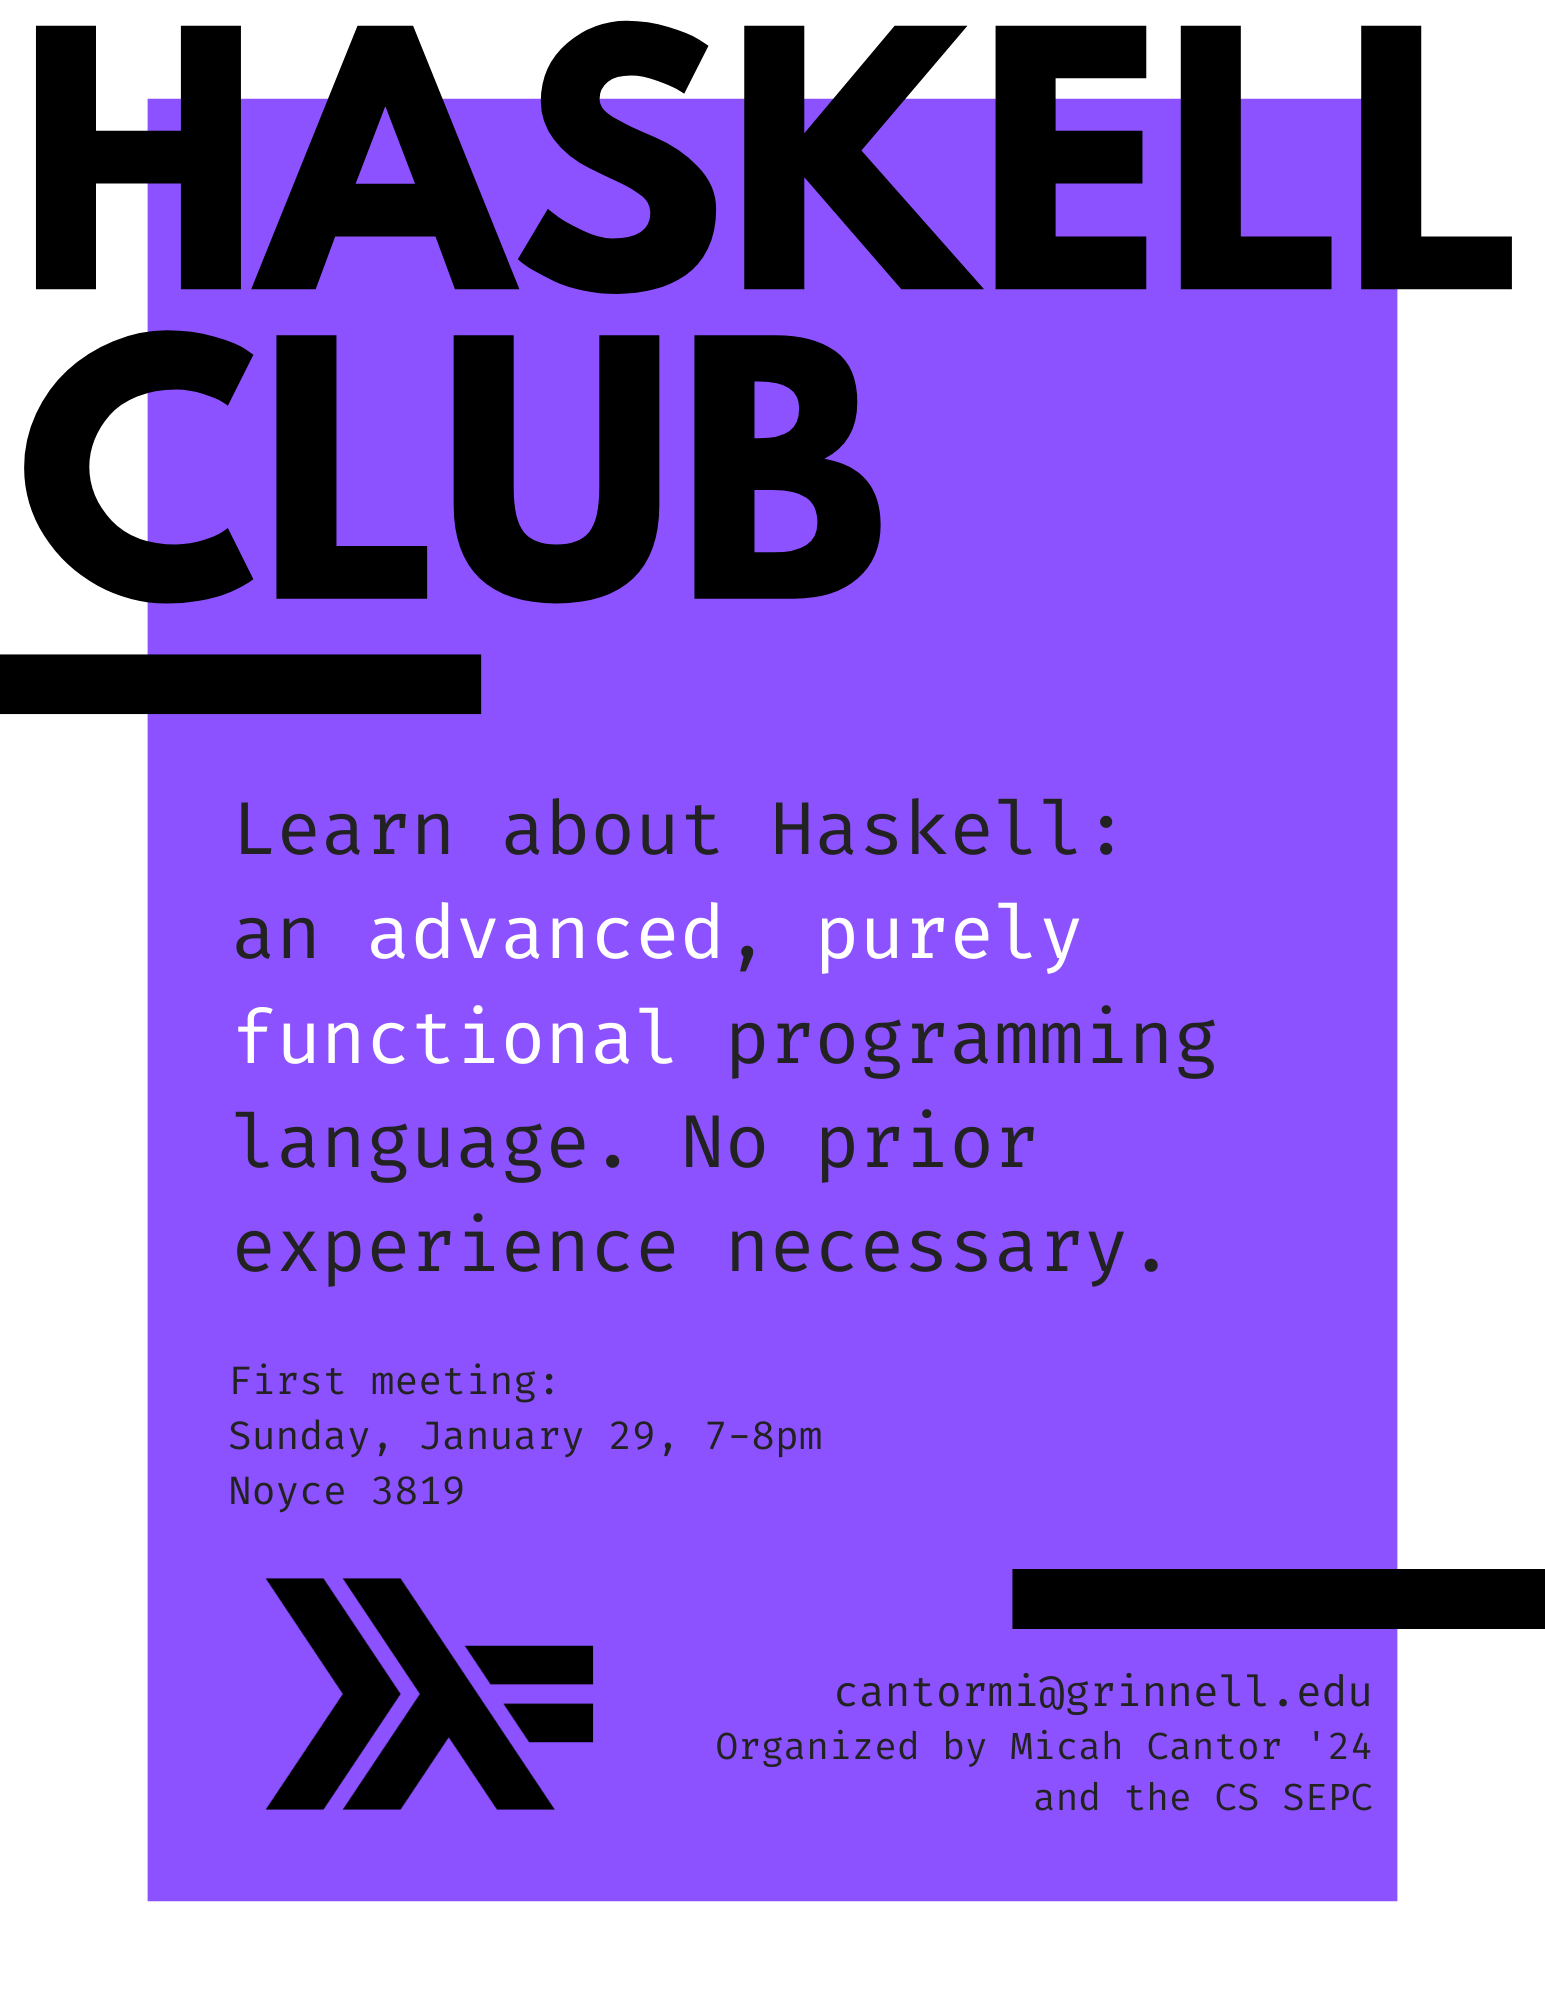 HASKELL
CLUB
Learn about Haskell:
an advanced, purely
functional programming
language. No prior
experience necessary.
First meeting:
Sunday, January 29, 7-8pm
Noyce 3819
cantormi@grinnell.edu
Organized by Micah Cantor '24
and the CS SEPC